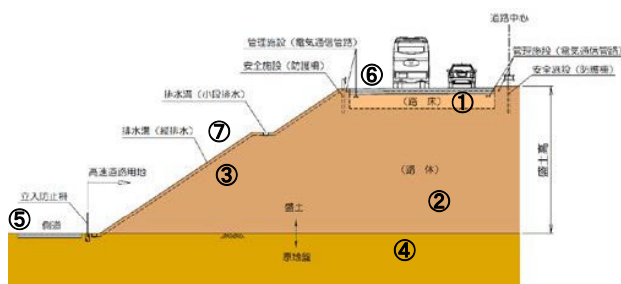 道路中心
管理施設（電気通信管路）
管理施設（電気通信管路）
安全施設（防護柵）
⑥
安全施設（防護柵）
排水溝（小段排水）
（路　床）
①
排水溝（縦排水）
⑦
③
高速道路用地
（路　体）
盛土高
立入防止柵
②
⑤
側道
盛土
原地盤
④